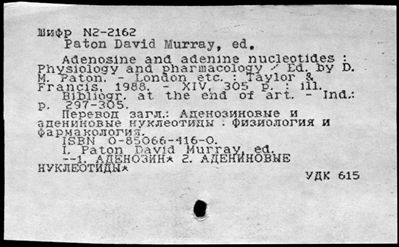 Шифр N2-2162
Paton David Murray, ed.
Adenosine and adenine nucleotides :
Physiology and pharmacology / Ed. by D.
M. Paton. - London etc. : Taylor &
Francis, 1988. - XIV, 305 p. : ill.
Bibliogr. at the end of art. - Ind.:
p. 297-305.
Перевод загл.: Аденозиновые и
адениновые нуклеотиды : физиология и
фармакология.
ISBN 0-85066-416-0.
I. Paton David Murray, ed.
--1. АДЕНОЗИН* 2. АДЕНИНОВЫЕ
НУКЛЕОТИДЫ*
УДК 615